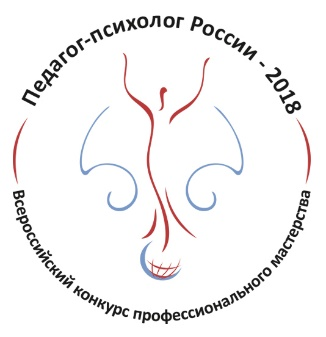 Педагог-психолог России - 2018
Всероссийский конкурс профессионального мастерства